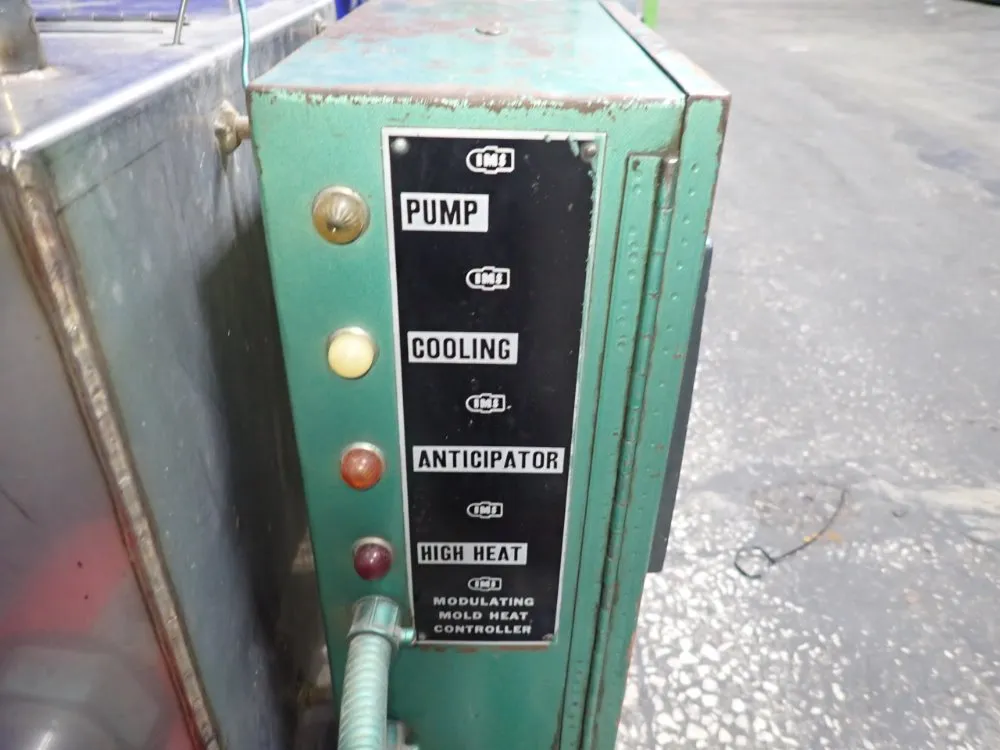 IMS
PUMP
IMS
COOLING
IMS
ANTICIPATOR
IMS
HIGH HEAT
IMS
MODULATING
MOLD HEAT
CONTROLLER